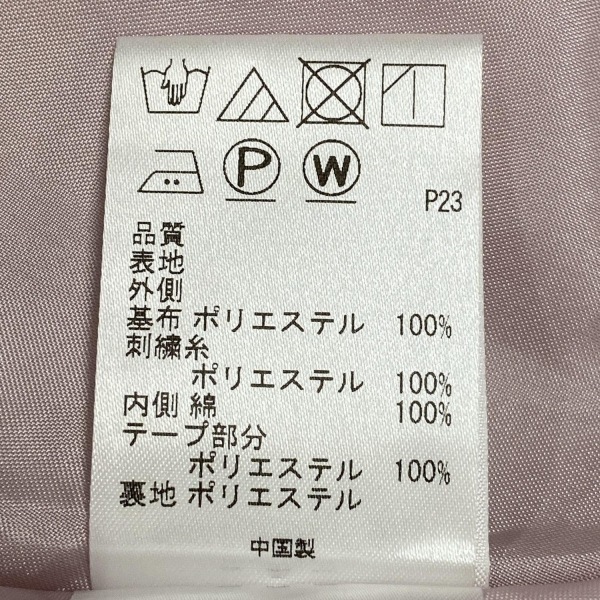 P W
P23
品質
表地
外側
基布 ポリエステル 100%
刺繍糸
ポリエステル 100%
内側 綿 100%
テープ部分
ポリエステル 100%
裏地 ポリエステル
中国製